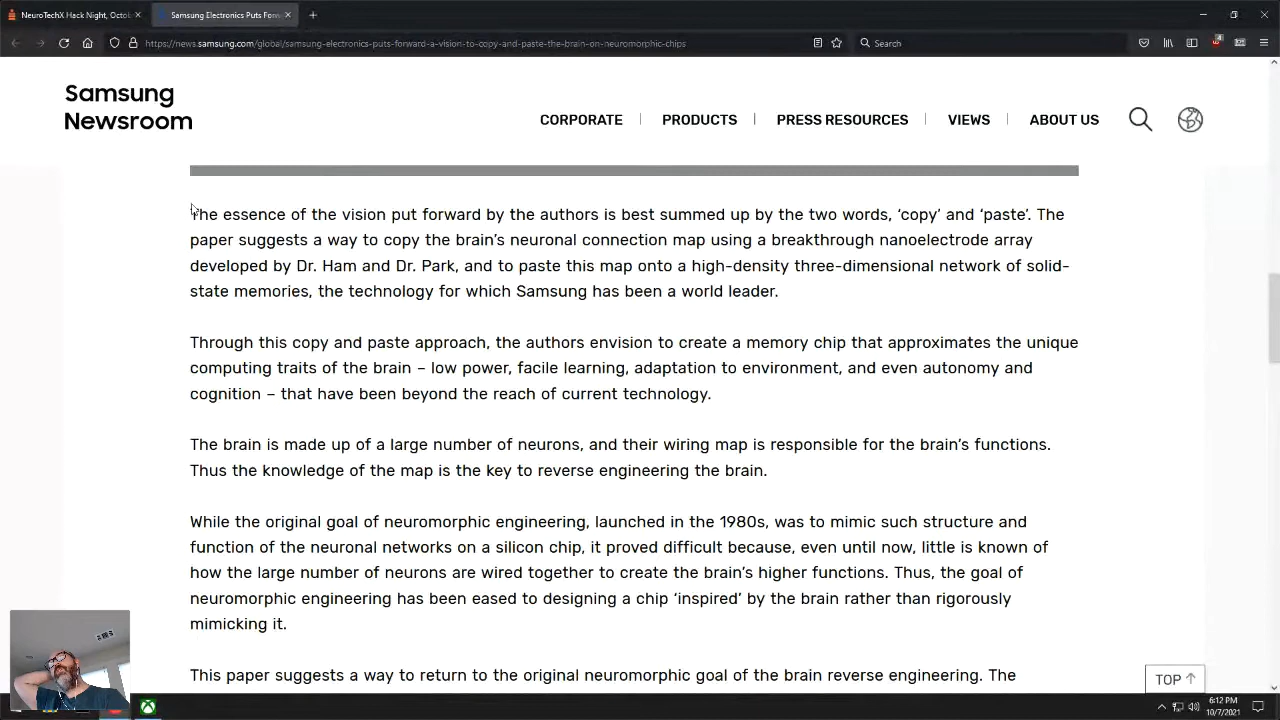 NeuroTechX Hack Night, Octob
Samsung Electronics Puts Forw
https://news.samsung.com/global/samsung-electronics-puts-forward-a-vision-to-copy-and-paste-the-brain-on-neuromorphic-chips
Search
Samsung
Newsroom
CORPORATE
PRODUCTS
PRESS RESOURCES
VIEWS
ABOUT US
The essence of the vision put forward by the authors is best summed up by the two words, ‘copy’ and ‘paste’. The
paper suggests a way to copy the brain’s neuronal connection map using a breakthrough nanoelectrode array
developed by Dr. Ham and Dr. Park, and to paste this map onto a high-density three-dimensional network of solid-
state memories, the technology for which Samsung has been a world leader.
Through this copy and paste approach, the authors envision to create a memory chip that approximates the unique
computing traits of the brain – low power, facile learning, adaptation to environment, and even autonomy and
cognition – that have been beyond the reach of current technology.
The brain is made up of a large number of neurons, and their wiring map is responsible for the brain’s functions.
Thus the knowledge of the map is the key to reverse engineering the brain.
While the original goal of neuromorphic engineering, launched in the 1980s, was to mimic such structure and
function of the neuronal networks on a silicon chip, it proved difficult because, even until now, little is known of
how the large number of neurons are wired together to create the brain’s higher functions. Thus, the goal of
neuromorphic engineering has been eased to designing a chip ‘inspired’ by the brain rather than rigorously
mimicking it.
This paper suggests a way to return to the original neuromorphic goal of the brain reverse engineering. The
TOP
6:12 PM
10/7/2021